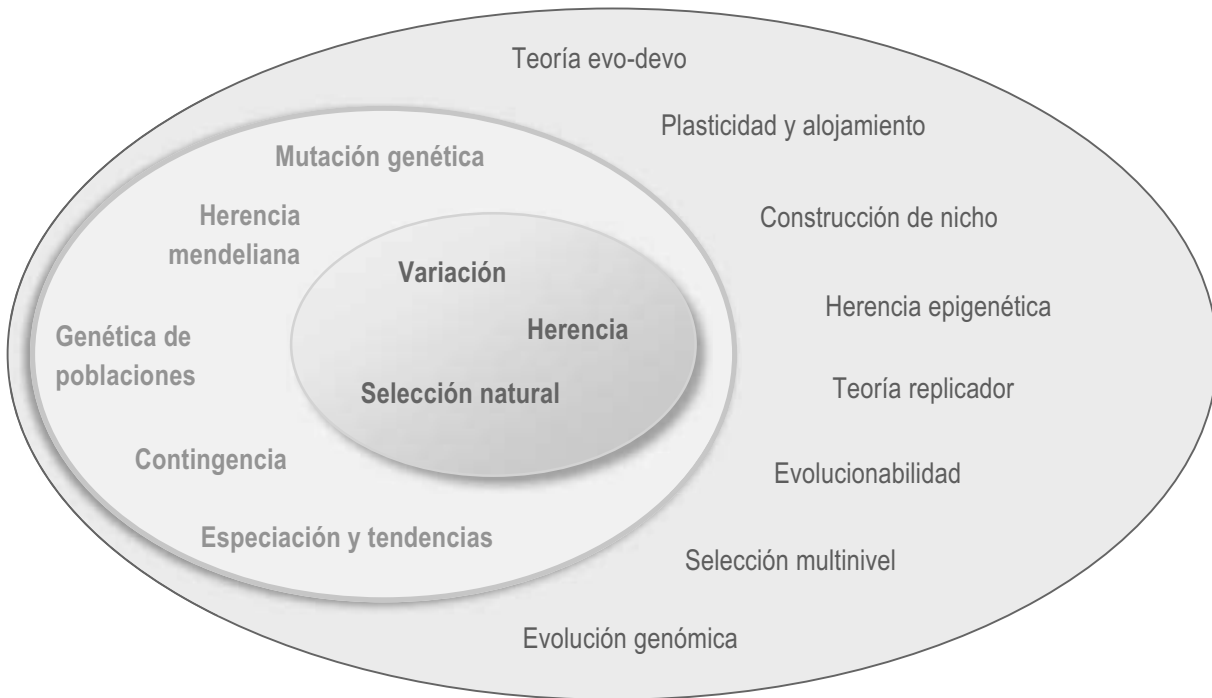 Teoría evo-devo
Plasticidad y alojamiento
Mutación genética
Herencia
mendeliana
Construcción de nicho
Variación
Herencia epigenética
Herencia
Genética de
poblaciones
Teoría replicador
Selección natural
Contingencia
Evolucionabilidad
Especiación y tendencias
Selección multinivel
Evolución genómica